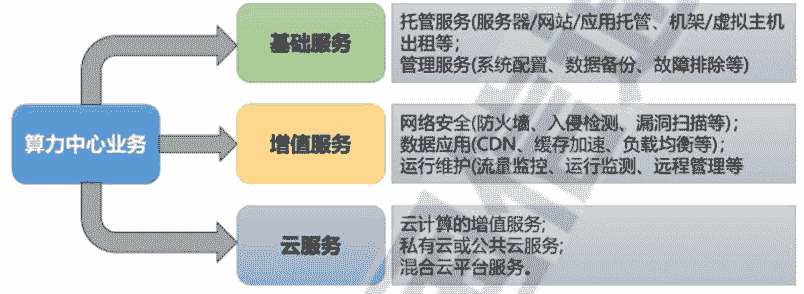 算力中心业务
基础服务
托管服务(服务器/网站/应用托管、机架/虚拟主机
出租等；
管理服务(系统配置、数据备份、故障排除等)
增值服务
网络安全(防火墙、入侵检测、漏洞扫描等)；
数据应用(CDN、缓存加速、负载均衡等)；
运行维护(流量监控、运行监测、远程管理等
云服务
云计算的增值服务;
私有云或公共云服务;
混合云平台服务。